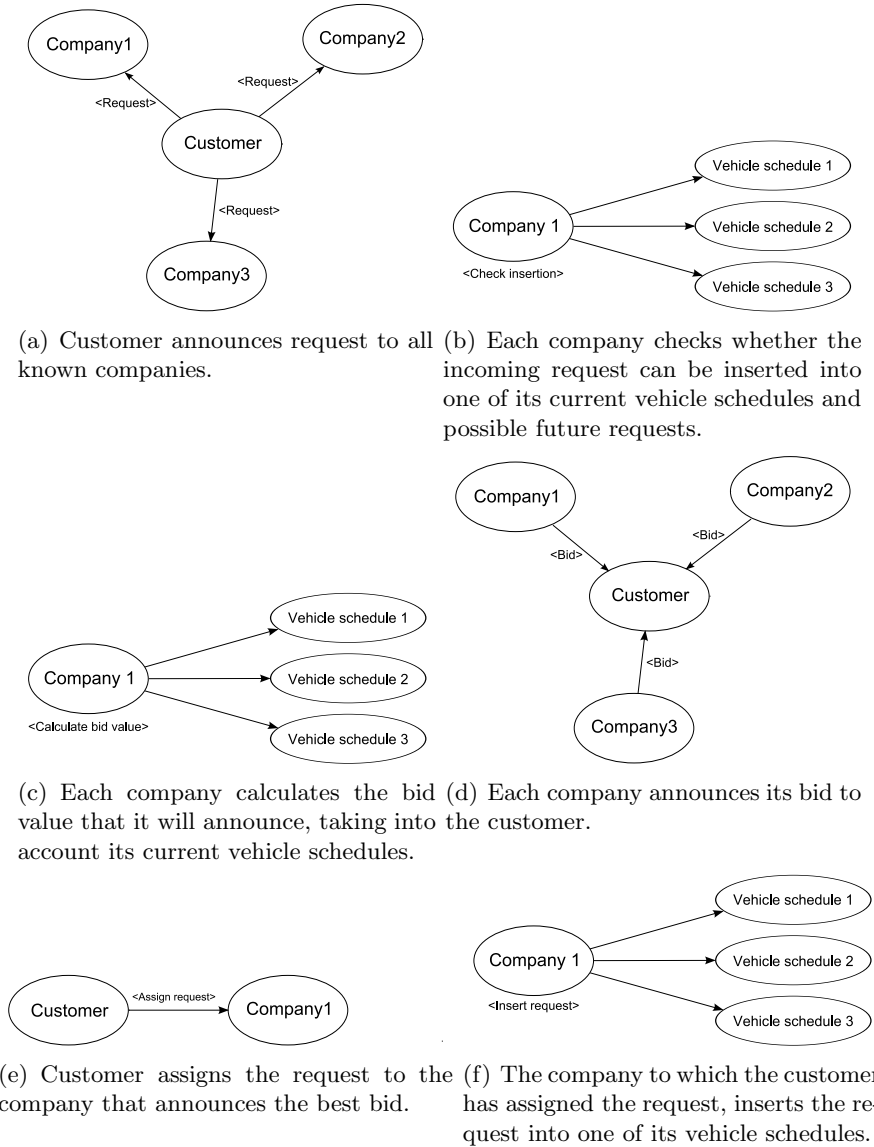 Company1
Company2
<Request>
<Request>
Customer
<Request>
Company3
(a) Customer announces request to all
known companies.
Vehicle schedule 1
Company 1
Vehicle schedule 2
<Check insertion>
Vehicle schedule 3
(b) Each company checks whether the
incoming request can be inserted into
one of its current vehicle schedules and
possible future requests.
Vehicle schedule 1
Company 1
Vehicle schedule 2
<Calculate bid value>
Vehicle schedule 3
(c) Each company calculates the bid
value that it will announce, taking into
account its current vehicle schedules.
Company1
Company2
<Bid>
<Bid>
Customer
<Bid>
Company3
(d) Each company announces its bid to
the customer.
Customer
<Assign request>
Company1
(e) Customer assigns the request to the
company that announces the best bid.
Vehicle schedule 1
Company 1
Vehicle schedule 2
<Insert request>
Vehicle schedule 3
(f) The company to which the customer
has assigned the request, inserts the re-
quest into one of its vehicle schedules.